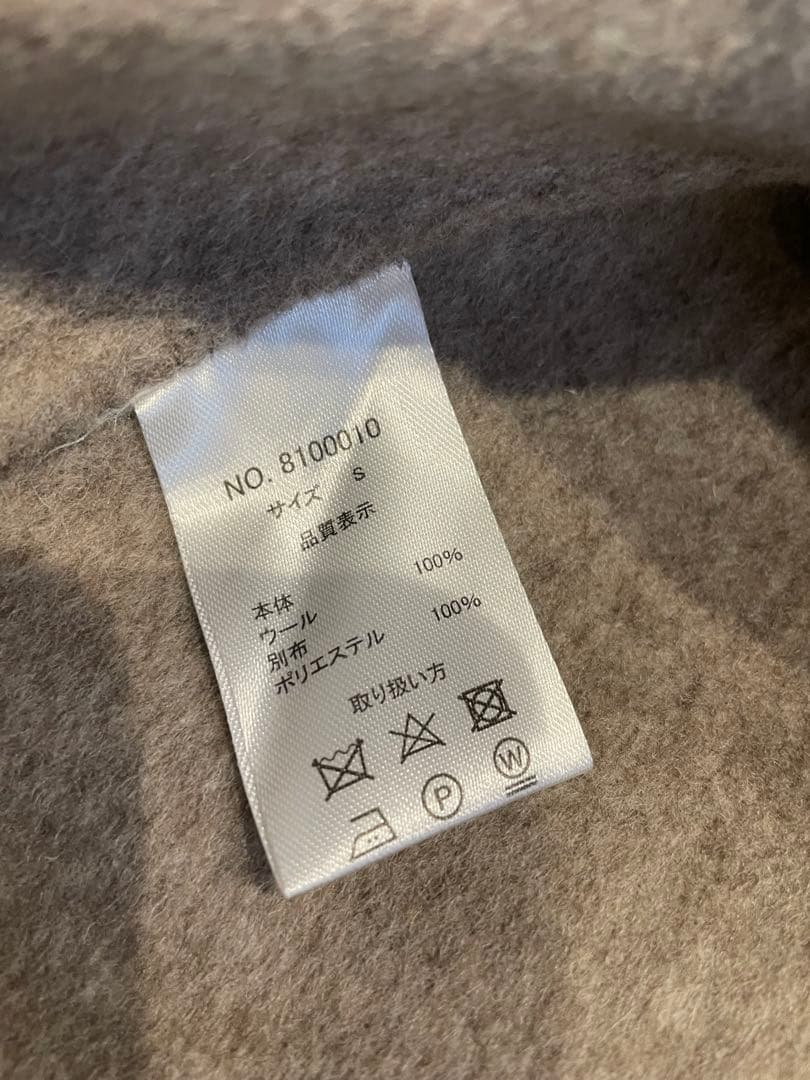 NO. 8100010
サイズ S
品質表示
本体
ウール 100%
別布
ポリエステル 100%
取り扱い方
P
W